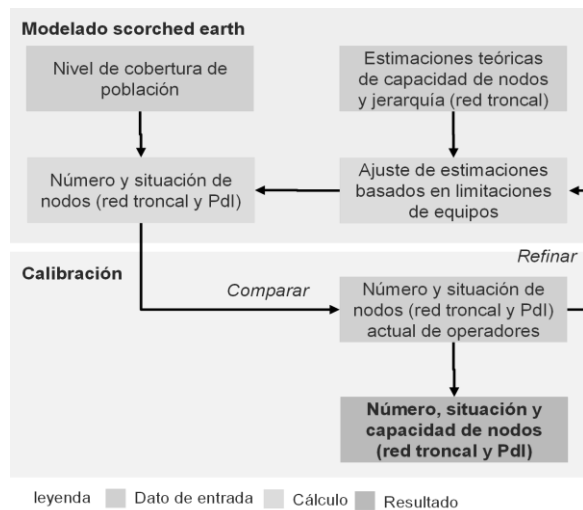 Modelado scorched earth
Nivel de cobertura de
población
Estimaciones teóricas
de capacidad de nodos
y jerarquía (red troncal)
Número y situación de
nodos (red troncal y PdI)
Ajuste de estimaciones
basados en limitaciones
de equipos
Refinar
Calibración
Comparar
Número y situación de
nodos (red troncal y PdI)
actual de operadores
Número, situación y
capacidad de nodos
(red troncal y PdI)
leyenda
Dato de entrada
Cálculo
Resultado